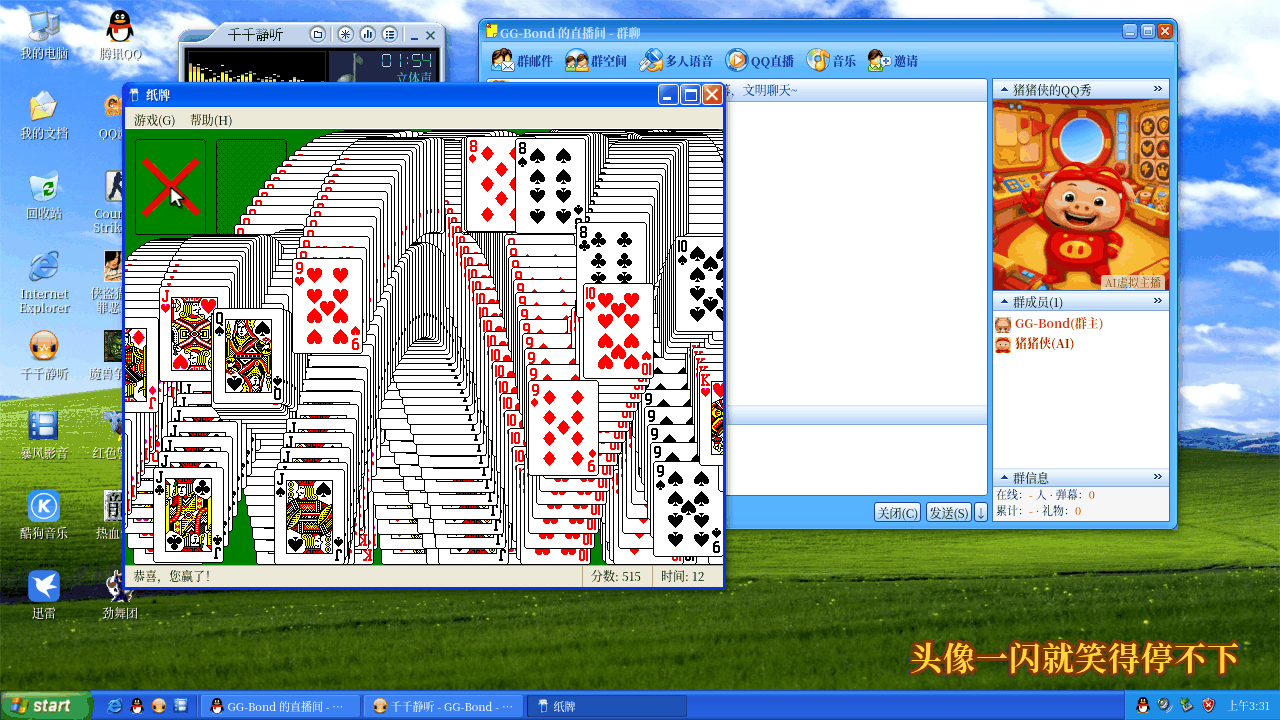 我的电脑
腾讯QQ
我的文档
回收站
Internet
Explorer
千千静听
暴风影音
酷狗音乐
迅雷
劲舞团
千千静听
01:54
立体声
GG-Bond 的直播间 - 群聊
群邮件
群空间
多人语音
QQ直播
音乐
邀请
文明聊天~
猪猪侠的QQ秀
AI虚拟主播
群成员(1)
GG-Bond(群主)
猪猪侠(AI)
群信息
在线: - 人 · 弹幕: 0
累计: - · 礼物: 0
关闭(C)
发送(S)
纸牌
游戏(G)
帮助(H)
恭喜，您赢了!
分数: 515
时间: 12
头像一闪就笑得停不下
start
GG-Bond 的直播间 - ···
千千静听 - GG-Bond - ···
纸牌
上午3:31